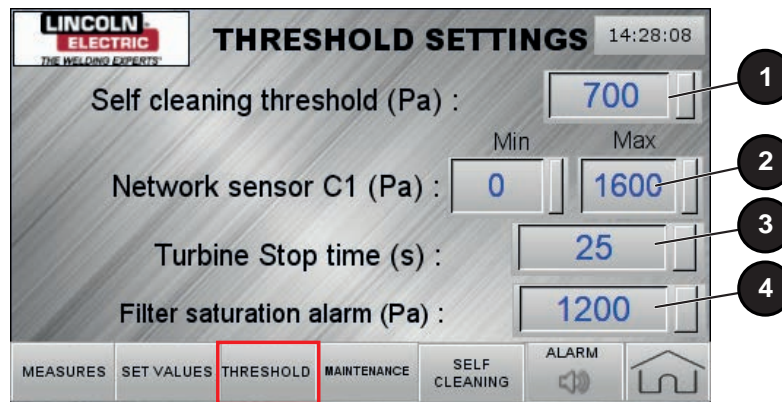 LINCOLN
ELECTRIC
THE WELDING EXPERTS®
THRESHOLD SETTINGS
14:28:08
1
Self cleaning threshold (Pa) : 700
Min Max
2
Network sensor C1 (Pa) : 0 1600
3
Turbine Stop time (s) : 25
4
Filter saturation alarm (Pa) : 1200
MEASURES SET VALUES THRESHOLD MAINTENANCE SELF CLEANING ALARM